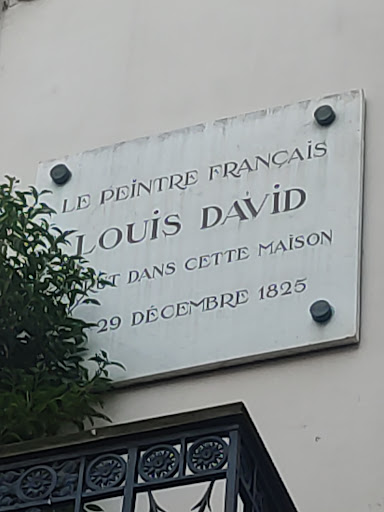 LE PEINTRE FRANÇAIS
LOUIS DAVID
DANS CETTE MAISON
29 DÉCEMBRE 1825